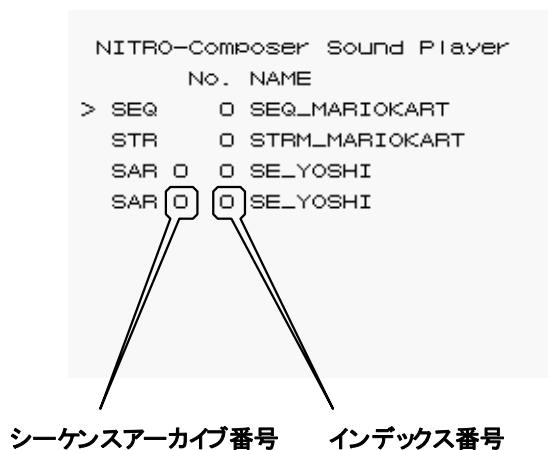 NITRO-Composer Sound Player
No. NAME
> SEQ 0 SEQ_MARIOKART
STR 0 STRM_MARIOKART
SAR 0 0 SE_YOSHI
SAR 0 0 SE_YOSHI
シーケンスアーカイブ番号 インデックス番号